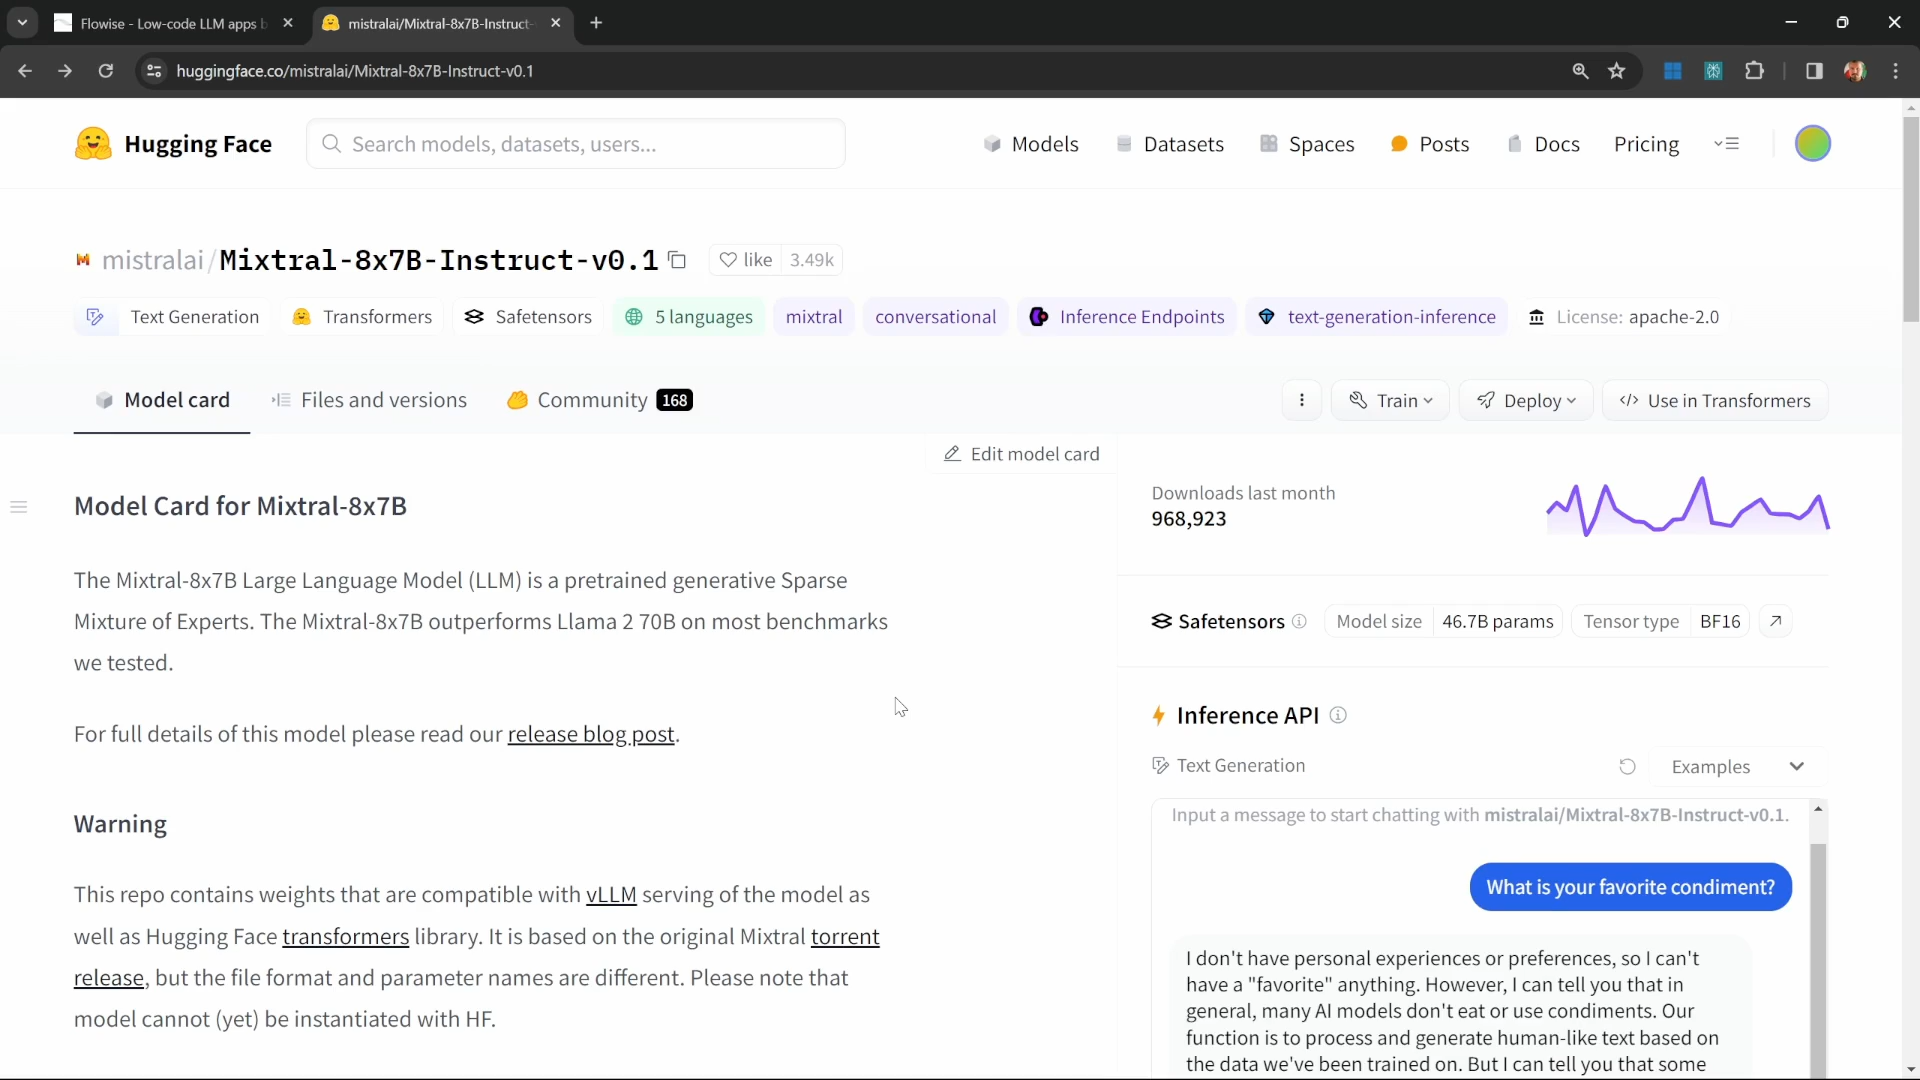 Flowise - Low-code LLM apps b
mistralai/Mixtral-8x7B-Instruct-
huggingface.co/mistralai/Mixtral-8x7B-Instruct-v0.1
Hugging Face
Search models, datasets, users...
Models
Datasets
Spaces
Posts
Docs
Pricing
mistralai/Mixtral-8x7B-Instruct-v0.1
like 3.49k
Text Generation
Transformers
Safetensors
5 languages
mixtral
conversational
Inference Endpoints
text-generation-inference
License: apache-2.0
Model card
Files and versions
Community 168
Train
Deploy
</> Use in Transformers
Edit model card
Model Card for Mixtral-8x7B
The Mixtral-8x7B Large Language Model (LLM) is a pretrained generative Sparse
Mixture of Experts. The Mixtral-8x7B outperforms Llama 2 70B on most benchmarks
we tested.
For full details of this model please read our release blog post.
Warning
This repo contains weights that are compatible with vLLM serving of the model as
well as Hugging Face transformers library. It is based on the original Mixtral torrent
release, but the file format and parameter names are different. Please note that
model cannot (yet) be instantiated with HF.
Downloads last month
968,923
Safetensors
Model size 46.7B params
Tensor type BF16
Inference API
Text Generation
Examples
Input a message to start chatting with mistralai/Mixtral-8x7B-Instruct-v0.1.
What is your favorite condiment?
I don't have personal experiences or preferences, so I can't
have a "favorite" anything. However, I can tell you that in
general, many AI models don't eat or use condiments. Our
function is to process and generate human-like text based on
the data we've been trained on. But I can tell you that some